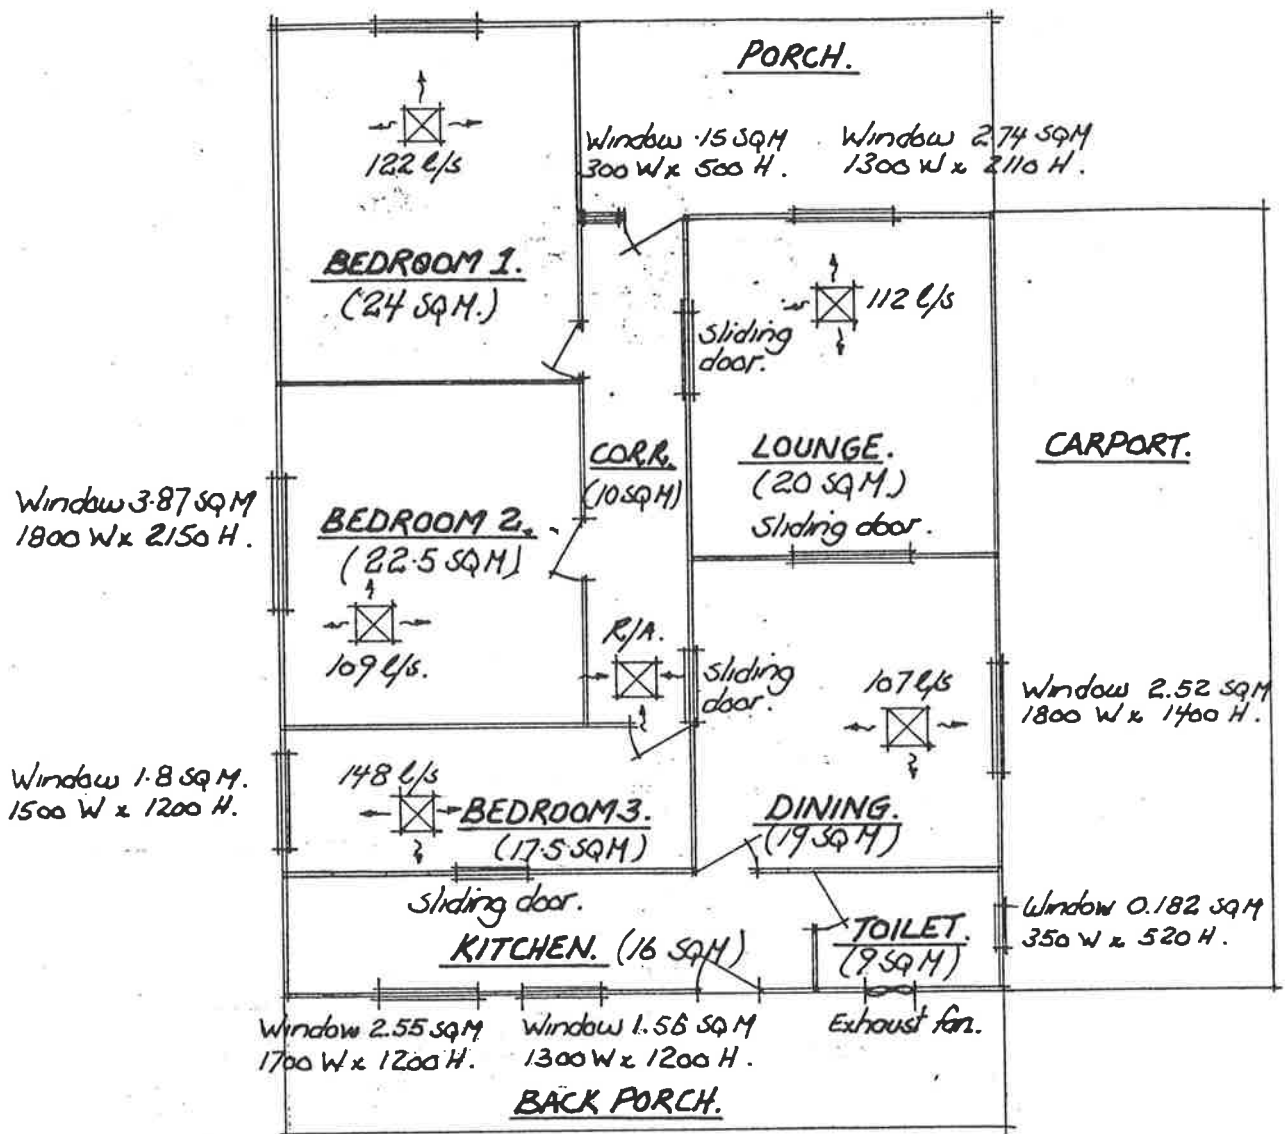 PORCH.
Window .15 SQM
300 W x 500 H.
Window 2.74 SQM
1300 W x 2110 H.
122 l/s
BEDROOM 1.
(24 SQM.)
112 l/s
sliding
door.
CORR.
(10 SQM)
LOUNGE.
(20 SQM.)
sliding door.
CARPORT.
Window 3.87 SQM
1800 W x 2150 H.
BEDROOM 2.
(22.5 SQM)
109 l/s.
R/A.
sliding
door.
107 l/s
Window 2.52 SQM
1800 W x 1400 H.
Window 1.8 SQM.
1500 W x 1200 H.
148 l/s
BEDROOM 3.
(17.5 SQM)
DINING.
(19 SQM)
sliding door.
KITCHEN. (16 SQM)
TOILET.
(9 SQM)
Window 0.182 SQM
350 W x 520 H.
Window 2.55 SQM
1700 W x 1200 H.
Window 1.56 SQM
1300 W x 1200 H.
Exhaust fan.
BACK PORCH.